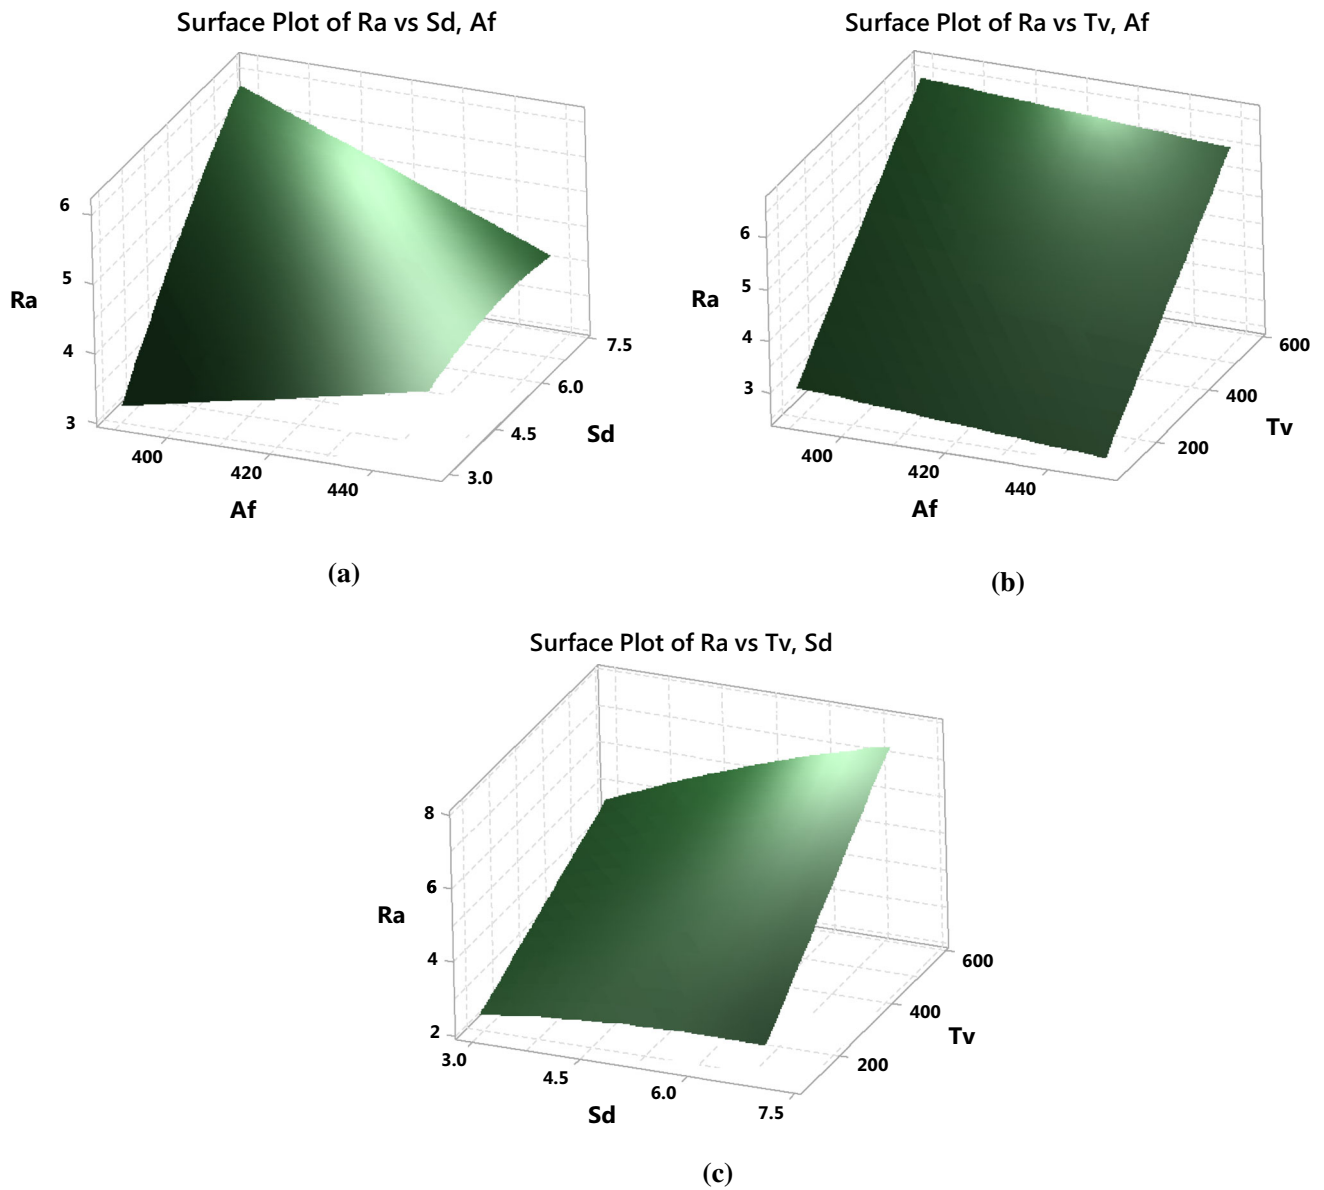 Surface Plot of Ra vs Sd, Af
6
5
Ra
4
3
400
420
440
Af
7.5
6.0
4.5
Sd
3.0
(a)
Surface Plot of Ra vs Tv, Af
6
5
Ra
4
3
400
420
440
Af
600
400
Tv
200
(b)
Surface Plot of Ra vs Tv, Sd
8
6
Ra
4
2
3.0
4.5
6.0
7.5
Sd
600
400
Tv
200
(c)